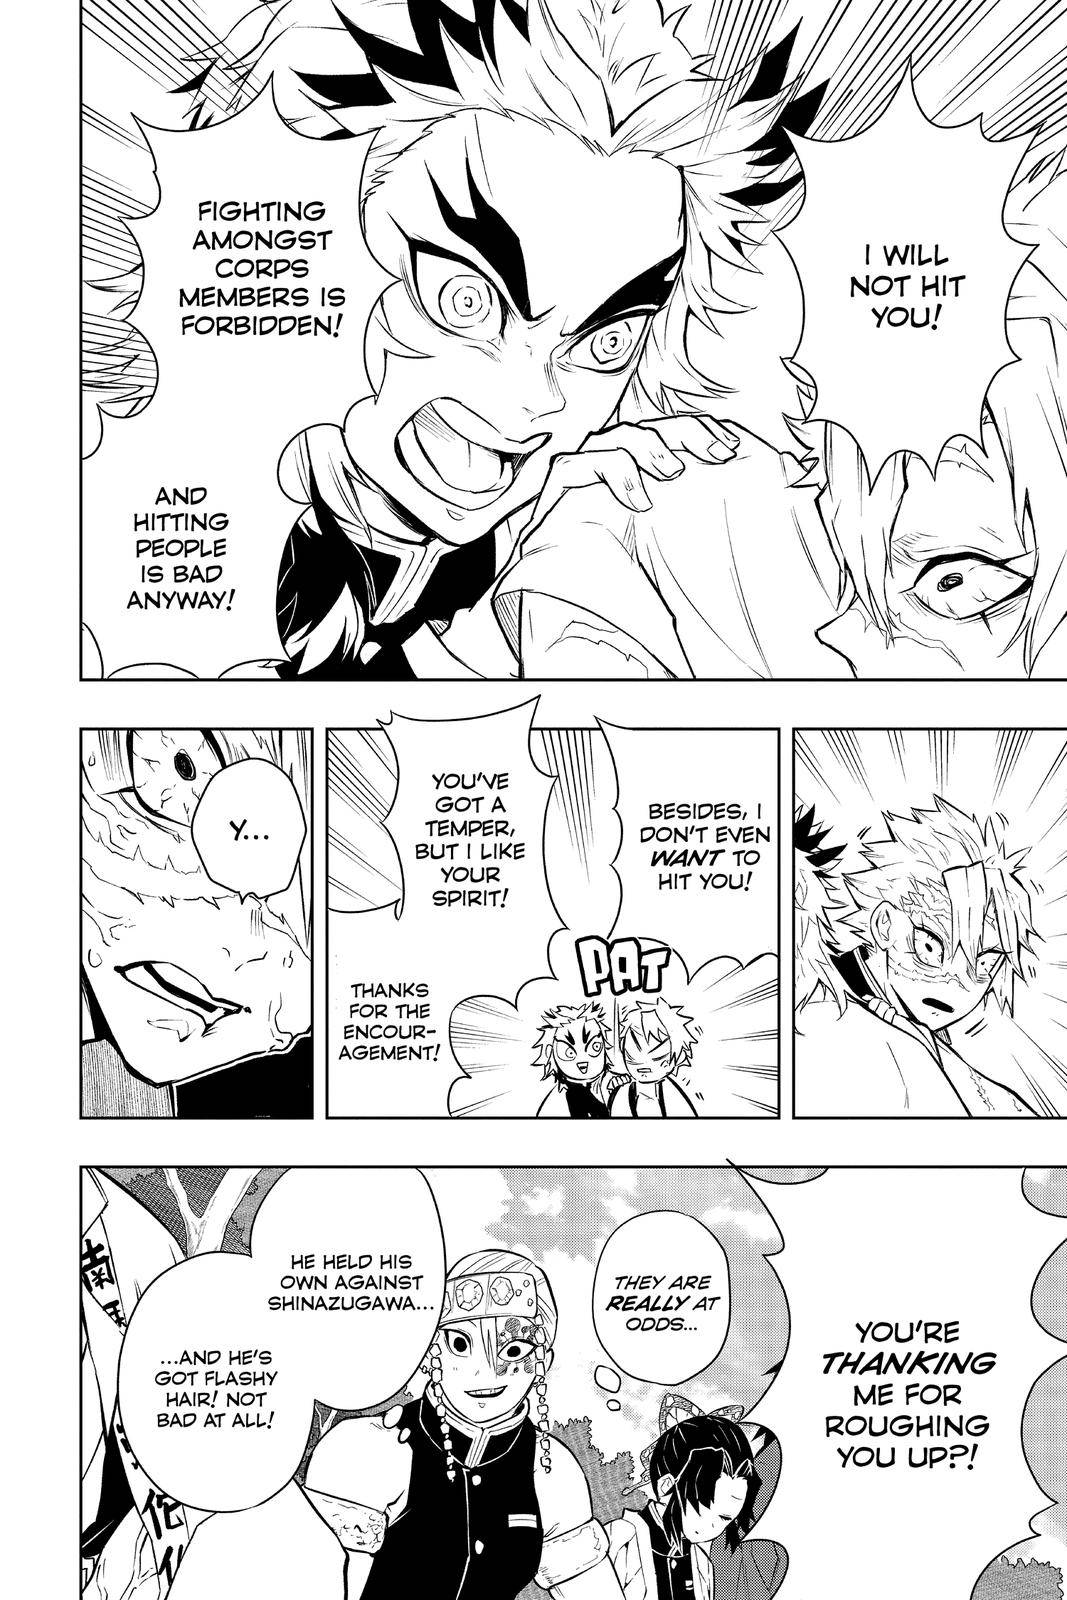 I WILL
NOT HIT
YOU!
FIGHTING
AMONGST
CORPS
MEMBERS IS
FORBIDDEN!
AND
HITTING
PEOPLE
IS BAD
ANYWAY!
BESIDES, I
DON'T EVEN
WANT TO
HIT YOU!
YOU'VE
GOT A
TEMPER,
BUT I LIKE
YOUR
SPIRIT!
PAT
THANKS
FOR THE
ENCOUR-
AGEMENT!
Y...
YOU'RE
THANKING
ME FOR
ROUGHING
YOU UP?!
THEY ARE
REALLY AT
ODDS...
HE HELD HIS
OWN AGAINST
SHINAZUGAWA...
...AND HE'S
GOT FLASHY
HAIR! NOT
BAD AT ALL!
南
佗